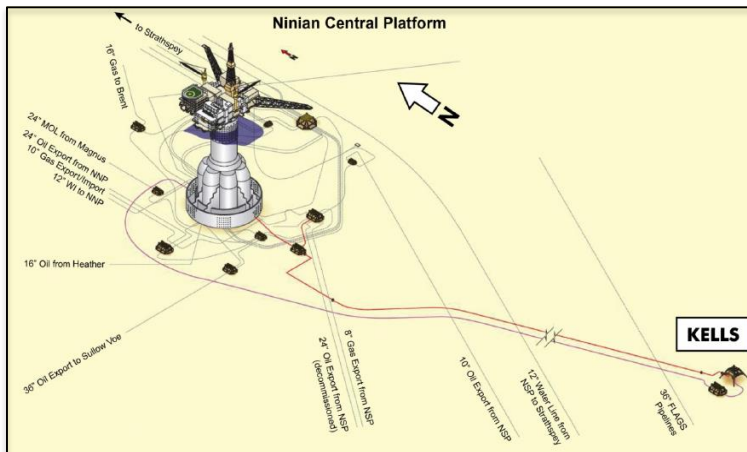 Ninian Central Platform
to Strathspey
16" Gas to Brent
N
24" MOL from Magnus
24" Oil Export from NNP
10" Gas Export/Import
12" WI to NNP
16" Oil from Heather
36" Oil Export to Sullow Voe
8" Gas Export from NSP
24" Oil Export from NSP
(decommissoined)
10" Oil Export from NSP
12" Water Line from
NSP to Strathspey
36" FLAGS
Pipelines
KELLS